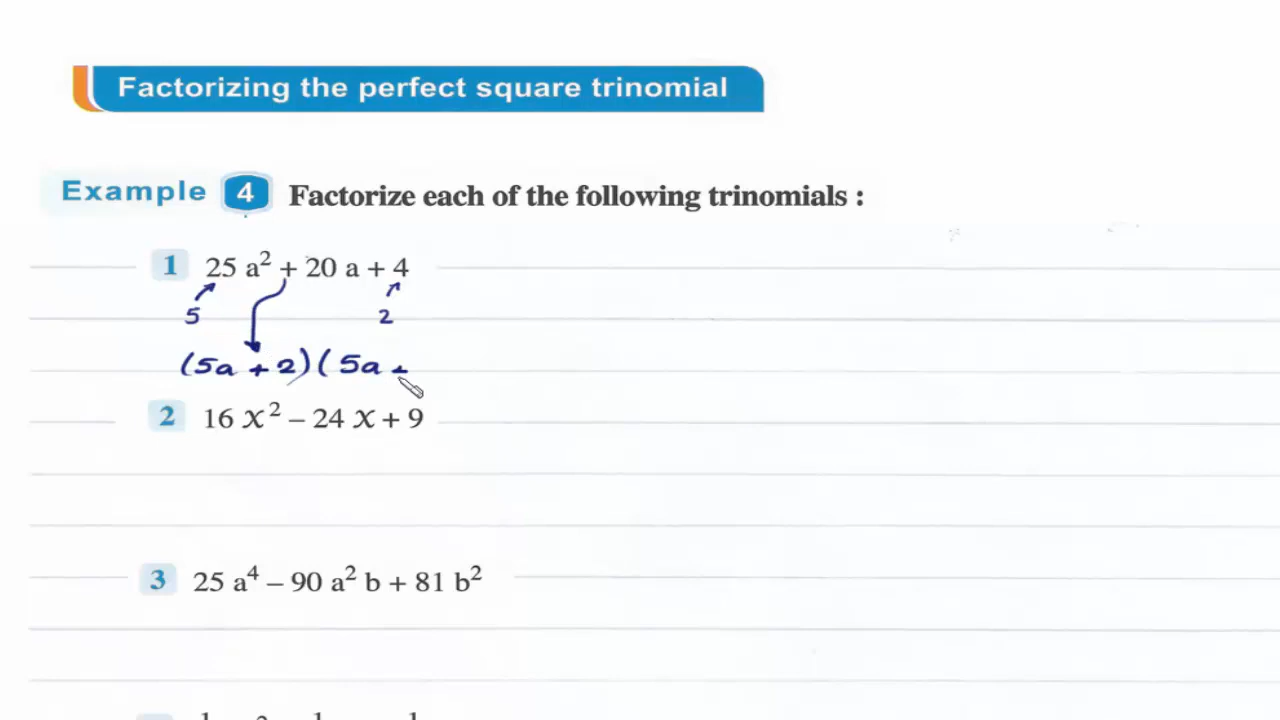 Factorizing the perfect square trinomial
Example 4 Factorize each of the following trinomials :
1 25 a² + 20 a + 4
5 2
(5a + 2) ( 5a
2 16 x² – 24 x + 9
3 25 a⁴ – 90 a² b + 81 b²